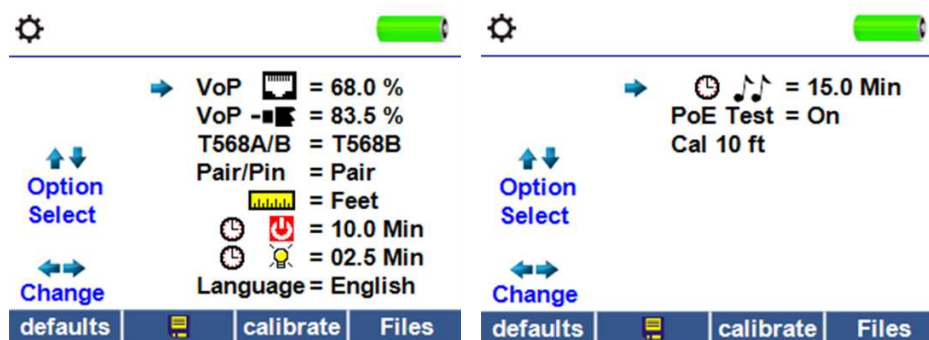 VoP = 68.0 %
VoP = 83.5 %
T568A/B = T568B
Pair/Pin = Pair
= Feet
= 10.0 Min
= 02.5 Min
Language = English
Option
Select
Change
defaults calibrate Files
= 15.0 Min
PoE Test = On
Cal 10 ft
Option
Select
Change
defaults calibrate Files